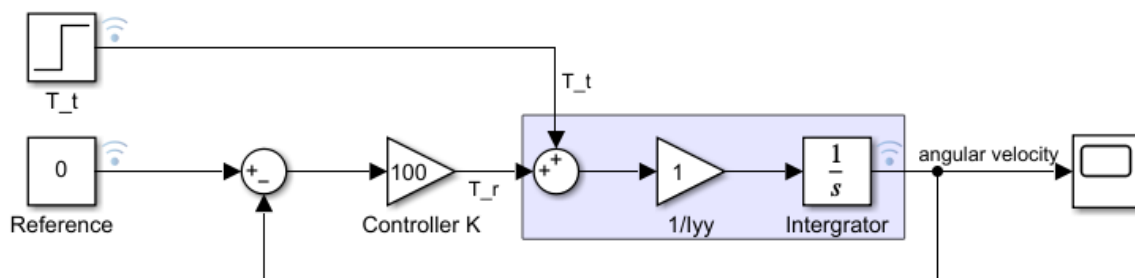 T_t
T_t
0
Reference
+
−
100
Controller K
T_r
+
+
1
1/Iyy
1
s
Intergrator
angular velocity